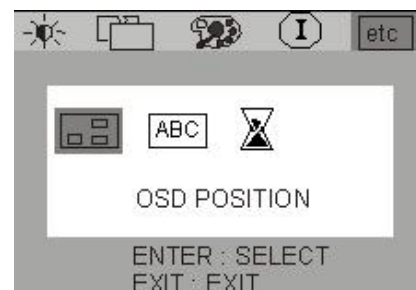 I etc
ABC
OSD POSITION
ENTER : SELECT
EXIT : EXIT